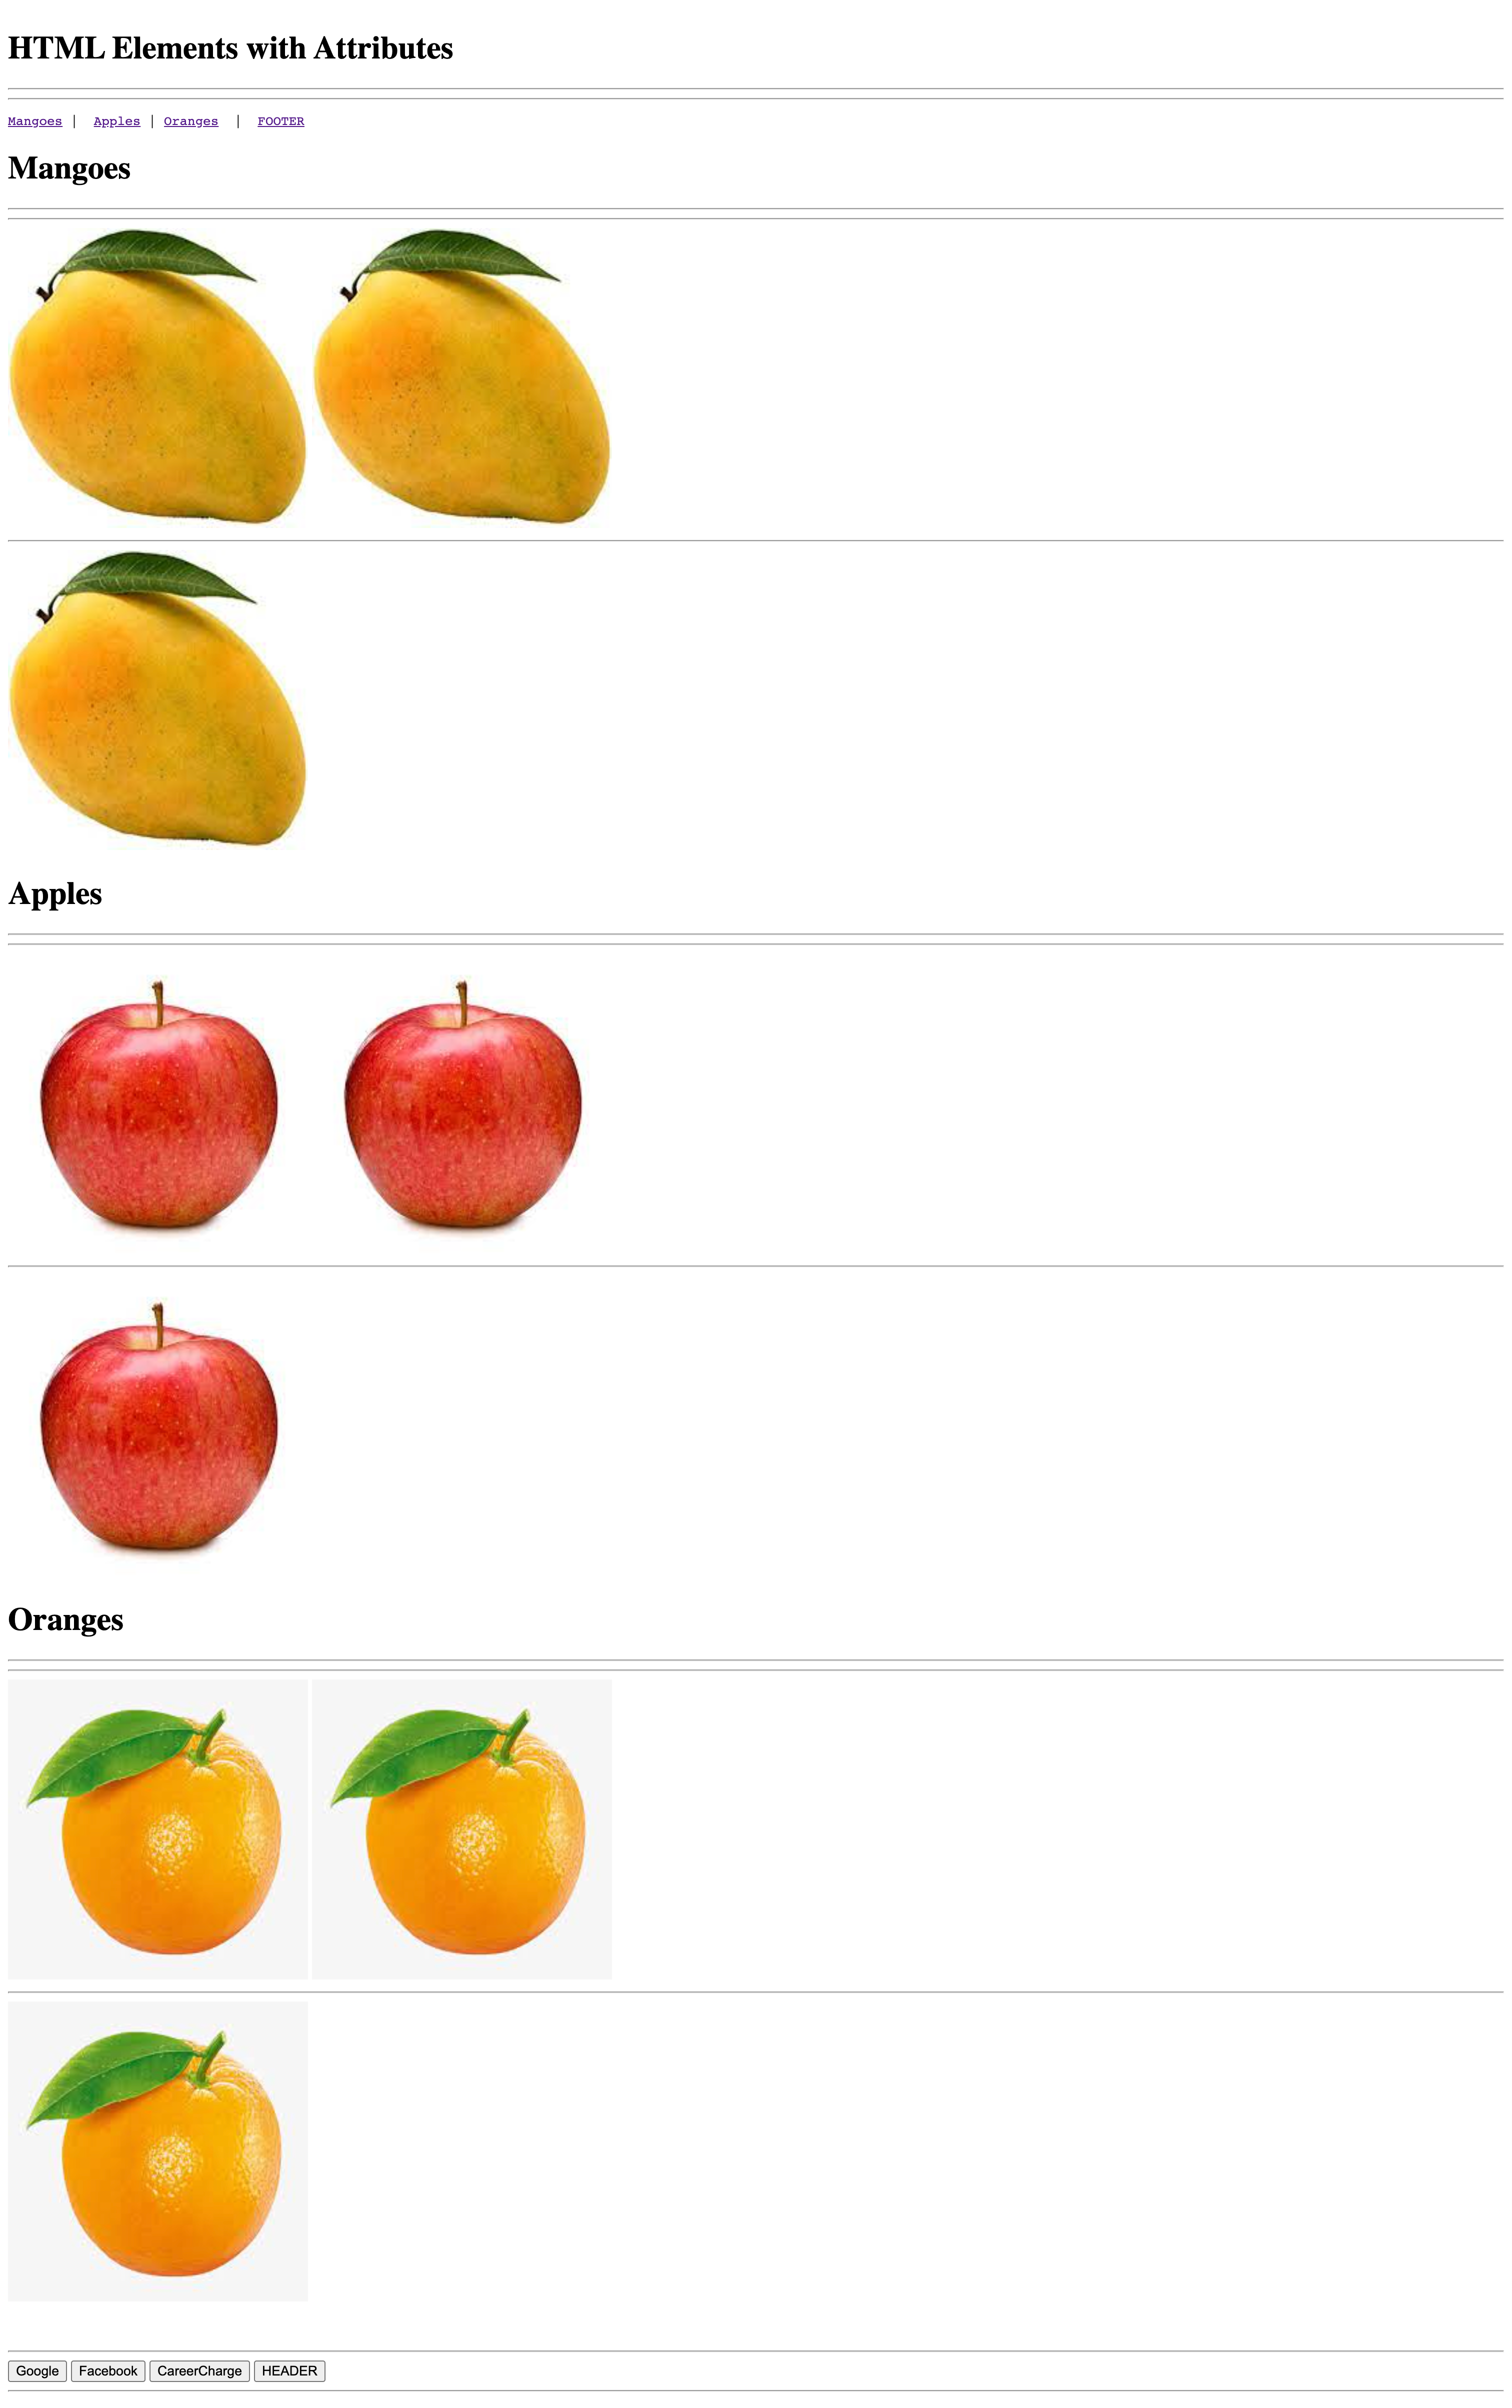 HTML Elements with Attributes
Mangoes | Apples | Oranges | FOOTER
Mangoes
Apples
Oranges
Google Facebook CareerCharge HEADER